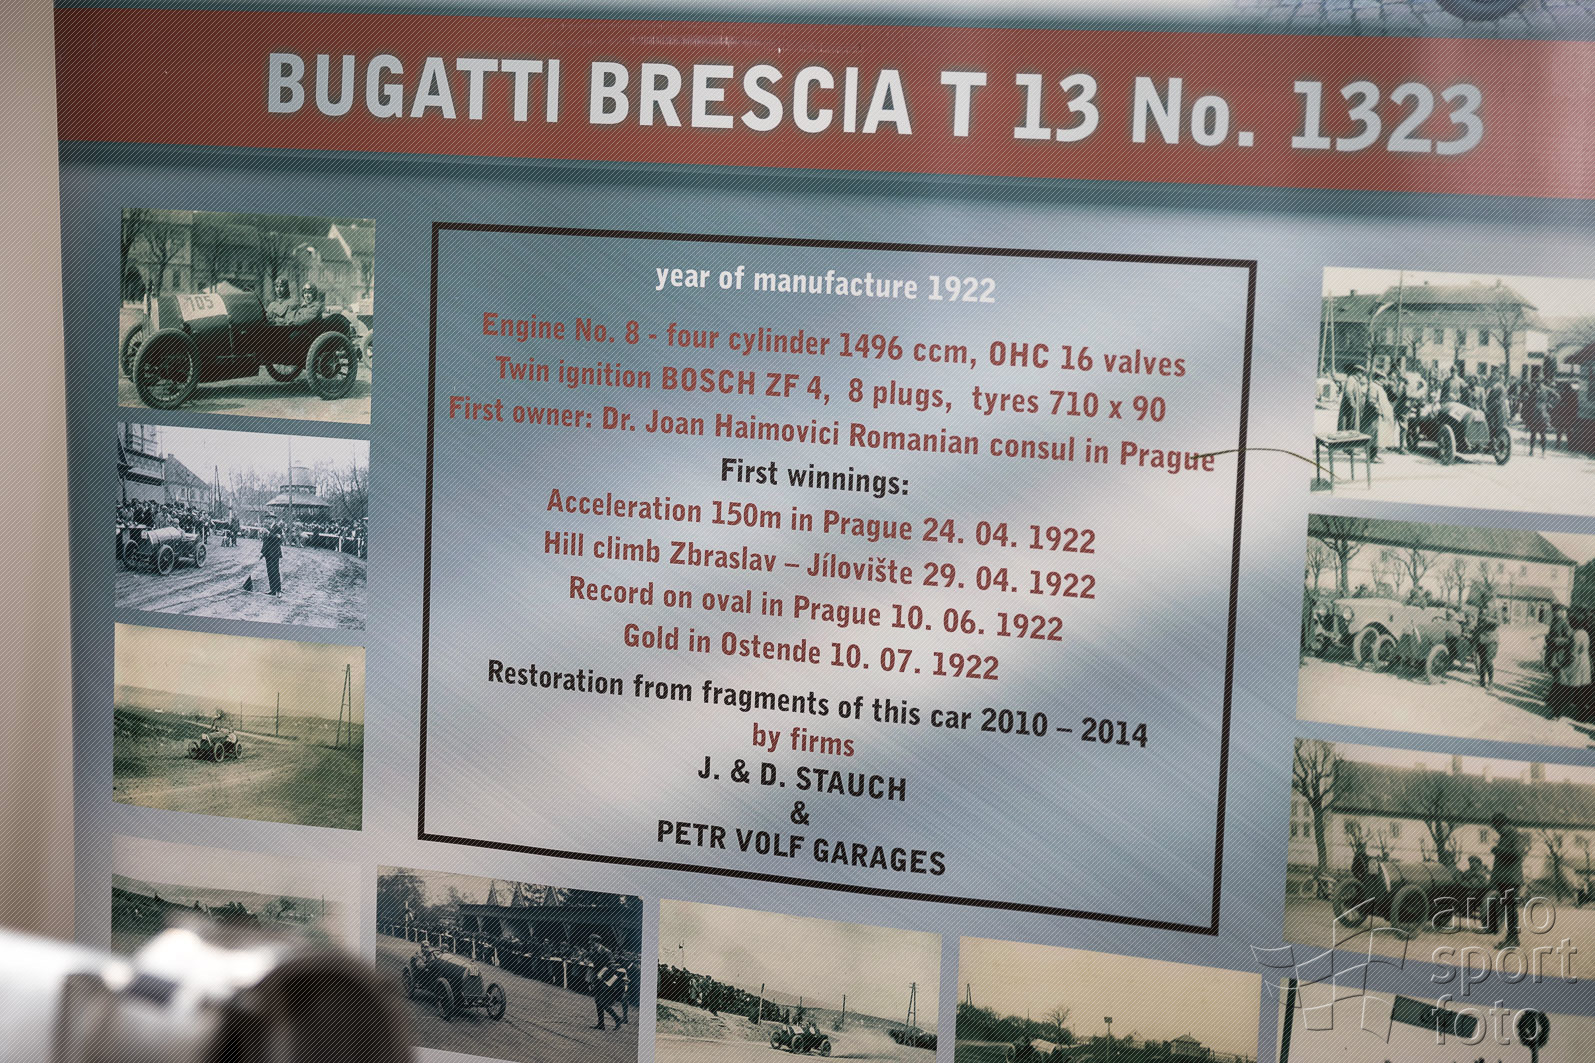 BUGATTI BRESCIA T 13 No. 1323
105
year of manufacture 1922
Engine No. 8 - four cylinder 1496 ccm, OHC 16 valves
Twin ignition BOSCH ZF 4, 8 plugs, tyres 710 x 90
First owner: Dr. Joan Haimovici Romanian consul in Prague
First winnings:
Acceleration 150m in Prague 24. 04. 1922
Hill climb Zbraslav – Jíloviště 29. 04. 1922
Record on oval in Prague 10. 06. 1922
Gold in Ostende 10. 07. 1922
Restoration from fragments of this car 2010 – 2014
by firms
J. & D. STAUCH
&
PETR VOLF GARAGES
auto
sport
foto